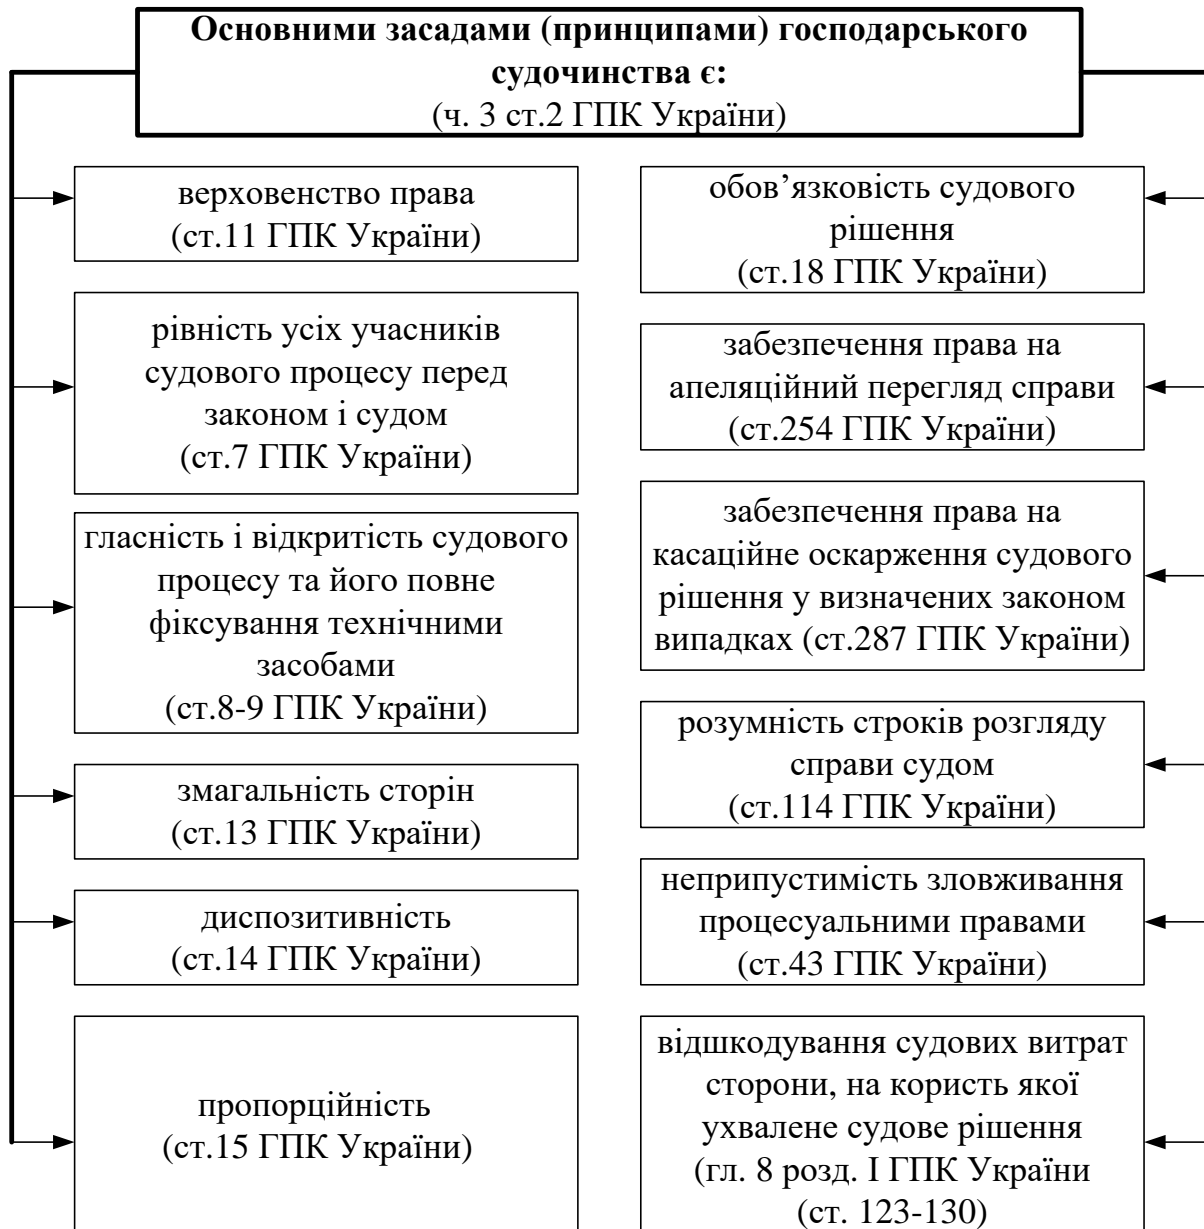 Основними засадами (принципами) господарського
судочинства є:
(ч. 3 ст.2 ГПК України)
верховенство права
(ст.11 ГПК України)
рівність усіх учасників
судового процесу перед
законом і судом
(ст.7 ГПК України)
гласність і відкритість судового
процесу та його повне
фіксування технічними
засобами
(ст.8-9 ГПК України)
змагальність сторін
(ст.13 ГПК України)
диспозитивність
(ст.14 ГПК України)
пропорційність
(ст.15 ГПК України)
обов’язковість судового
рішення
(ст.18 ГПК України)
забезпечення права на
апеляційний перегляд справи
(ст.254 ГПК України)
забезпечення права на
касаційне оскарження судового
рішення у визначених законом
випадках (ст.287 ГПК України)
розумність строків розгляду
справи судом
(ст.114 ГПК України)
неприпустимість зловживання
процесуальними правами
(ст.43 ГПК України)
відшкодування судових витрат
сторони, на користь якої
ухвалене судове рішення
(гл. 8 розд. І ГПК України
(ст. 123-130)